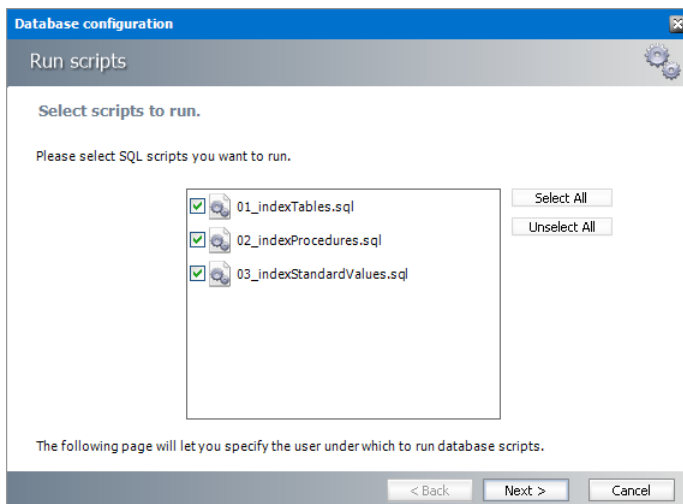 Database configuration
Run scripts
Select scripts to run.
Please select SQL scripts you want to run.
01_indexTables.sql
02_indexProcedures.sql
03_indexStandardValues.sql
Select All
Unselect All
The following page will let you specify the user under which to run database scripts.
< Back
Next >
Cancel